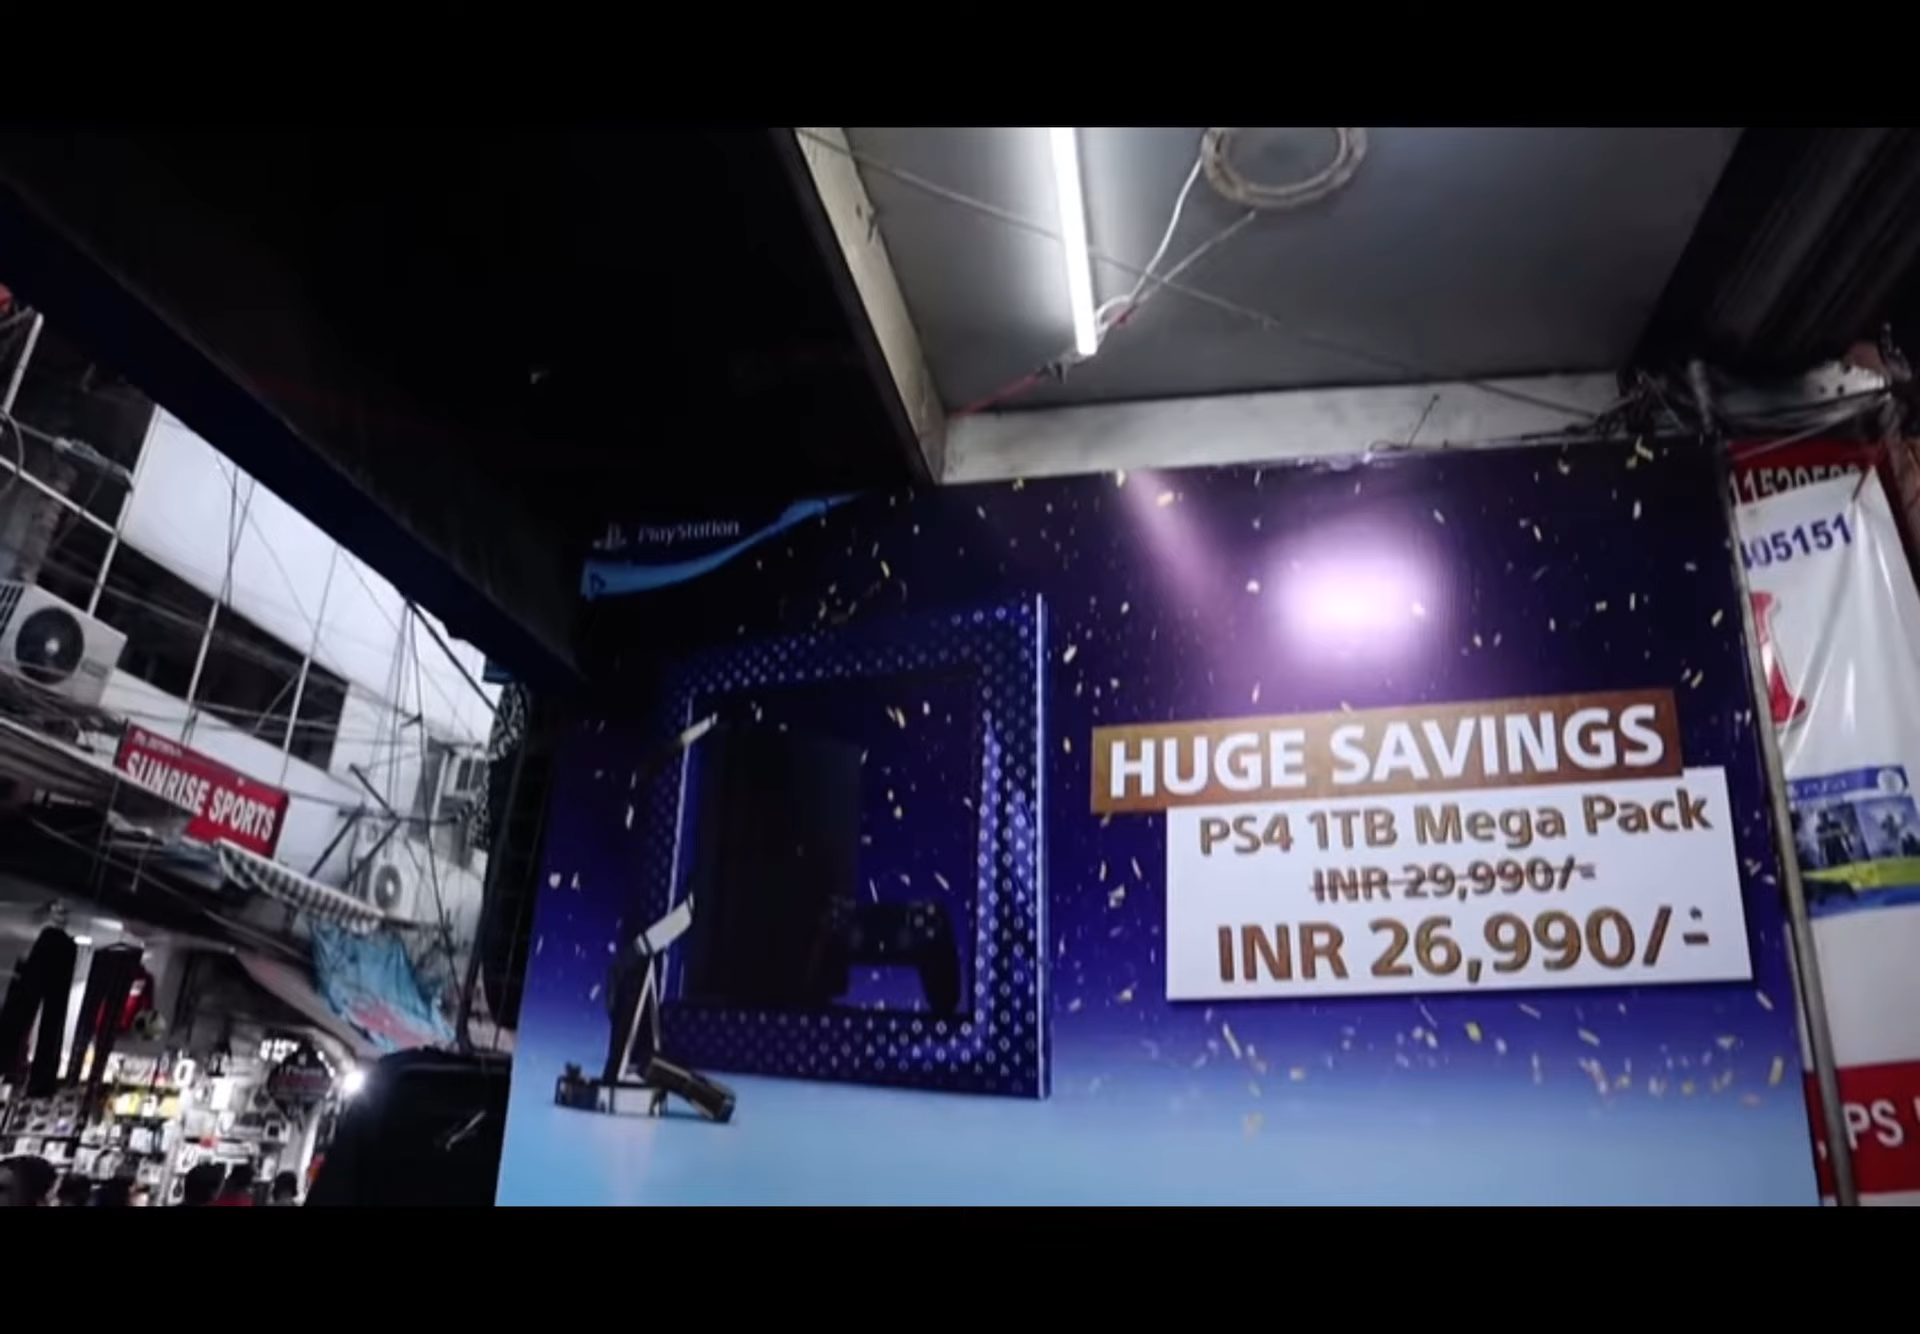 PlayStation
HUGE SAVINGS
PS4 1TB Mega Pack
INR 29,990/-
INR 26,990/-
SUNRISE SPORTS
405151
PS